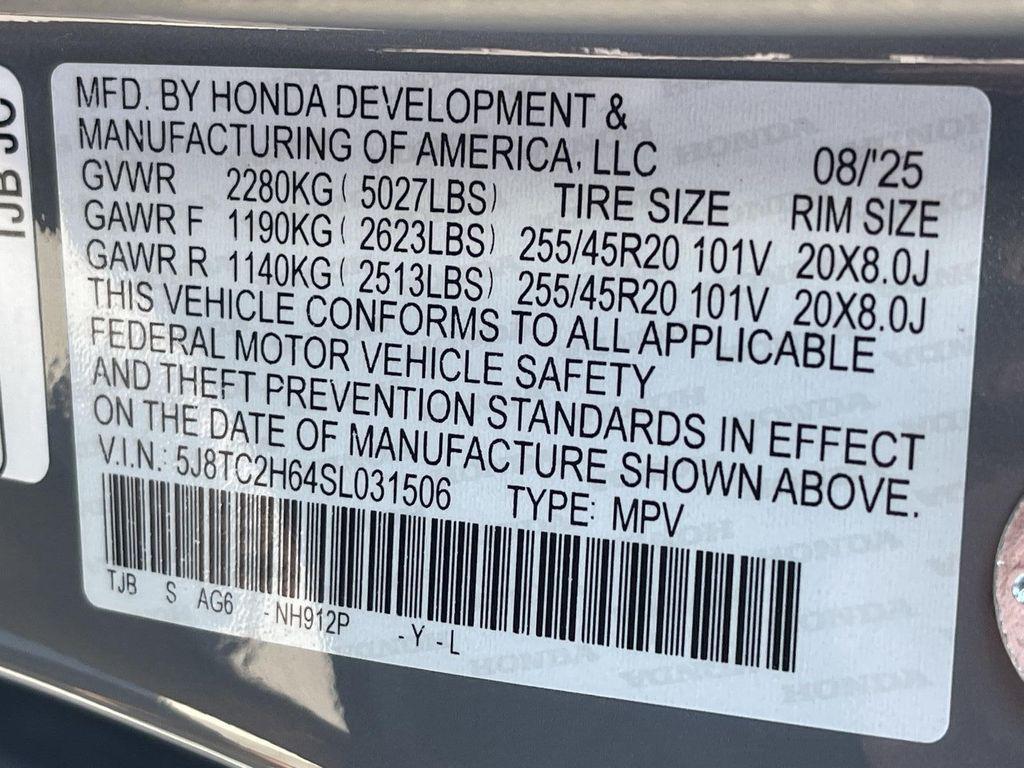 MFD. BY HONDA DEVELOPMENT &
MANUFACTURING OF AMERICA, LLC 08/'25
GVWR 2280KG ( 5027LBS) TIRE SIZE RIM SIZE
GAWR F 1190KG ( 2623LBS) 255/45R20 101V 20X8.0J
GAWR R 1140KG ( 2513LBS) 255/45R20 101V 20X8.0J
THIS VEHICLE CONFORMS TO ALL APPLICABLE
FEDERAL MOTOR VEHICLE SAFETY
AND THEFT PREVENTION STANDARDS IN EFFECT
ON THE DATE OF MANUFACTURE SHOWN ABOVE.
V.I.N.: 5J8TC2H64SL031506 TYPE: MPV
TJB S AG6 - NH912P - Y - L